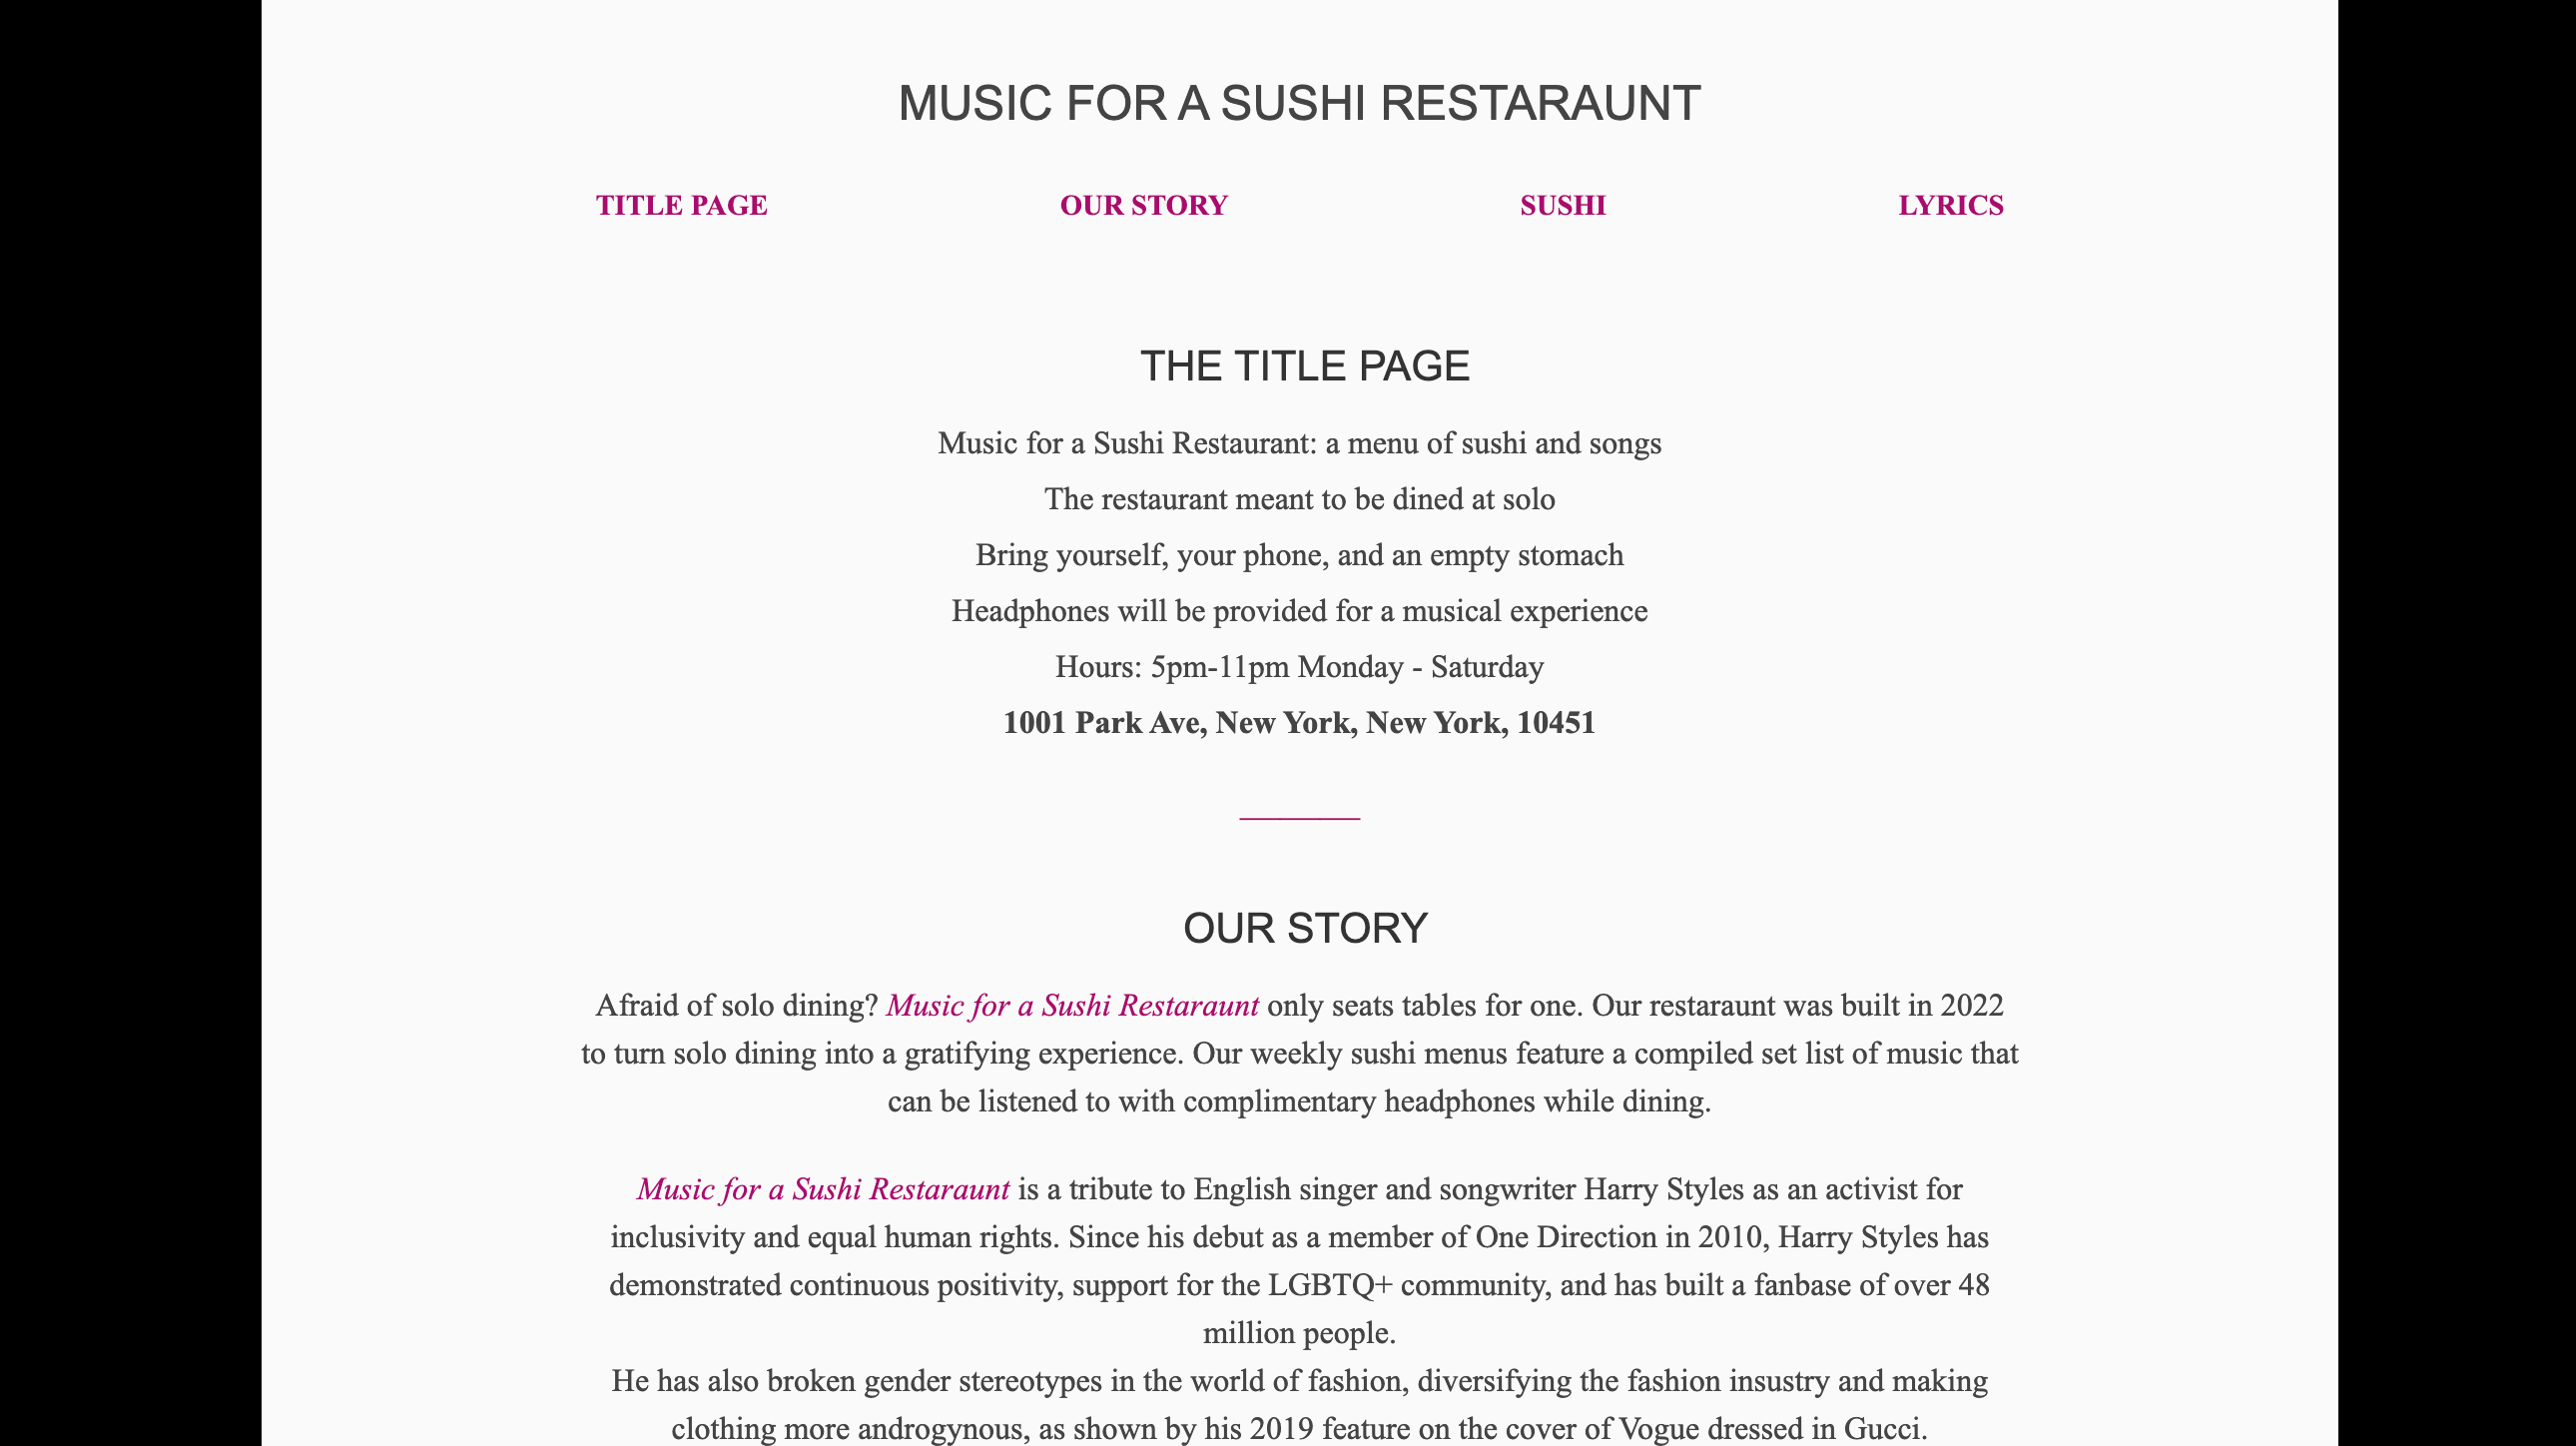 MUSIC FOR A SUSHI RESTARAUNT
TITLE PAGE OUR STORY SUSHI LYRICS
THE TITLE PAGE
Music for a Sushi Restaurant: a menu of sushi and songs
The restaurant meant to be dined at solo
Bring yourself, your phone, and an empty stomach
Headphones will be provided for a musical experience
Hours: 5pm-11pm Monday - Saturday
1001 Park Ave, New York, New York, 10451
OUR STORY
Afraid of solo dining? Music for a Sushi Restaraunt only seats tables for one. Our restaraunt was built in 2022
to turn solo dining into a gratifying experience. Our weekly sushi menus feature a compiled set list of music that
can be listened to with complimentary headphones while dining.
Music for a Sushi Restaraunt is a tribute to English singer and songwriter Harry Styles as an activist for
inclusivity and equal human rights. Since his debut as a member of One Direction in 2010, Harry Styles has
demonstrated continuous positivity, support for the LGBTQ+ community, and has built a fanbase of over 48
million people.
He has also broken gender stereotypes in the world of fashion, diversifying the fashion insustry and making
clothing more androgynous, as shown by his 2019 feature on the cover of Vogue dressed in Gucci.